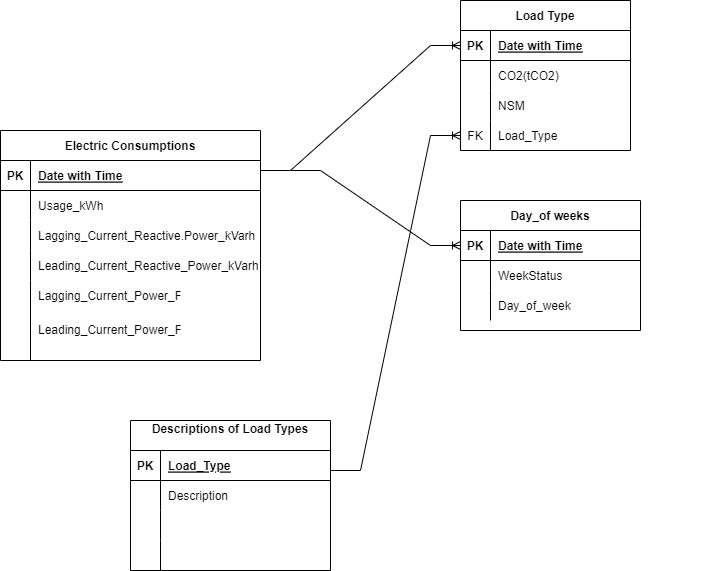 Load Type
PK Date with Time
CO2(tCO2)
NSM
FK Load_Type
Electric Consumptions
PK Date with Time
Usage_kWh
Lagging_Current_Reactive.Power_kVarh
Leading_Current_Reactive_Power_kVarh
Lagging_Current_Power_F
Leading_Current_Power_F
Day_of weeks
PK Date with Time
WeekStatus
Day_of_week
Descriptions of Load Types
PK Load_Type
Description